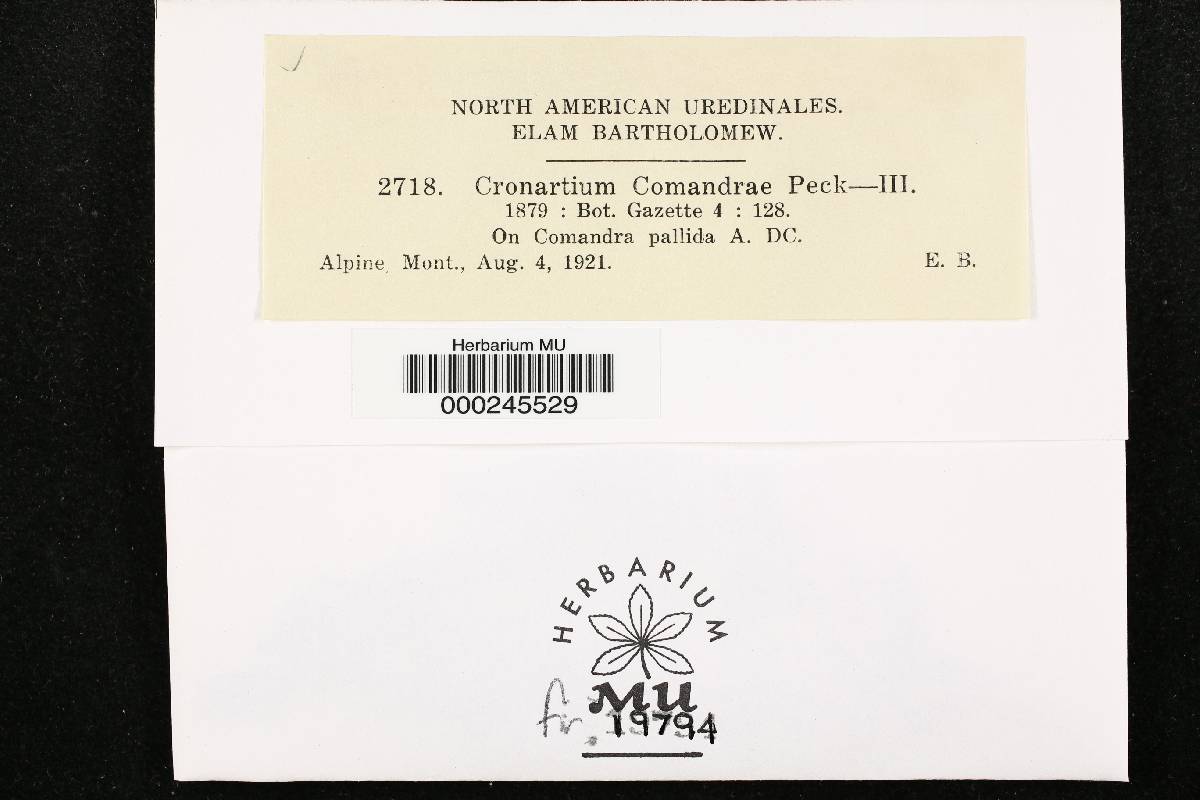 NORTH AMERICAN UREDINALES.
ELAM BARTHOLOMEW.
2718. Cronartium Comandrae Peck—III.
1879 : Bot. Gazette 4 : 128.
On Comandra pallida A. DC.
Alpine, Mont., Aug. 4, 1921. E. B.
Herbarium MU
000245529
HERBARIUM
MU
fr. 19794